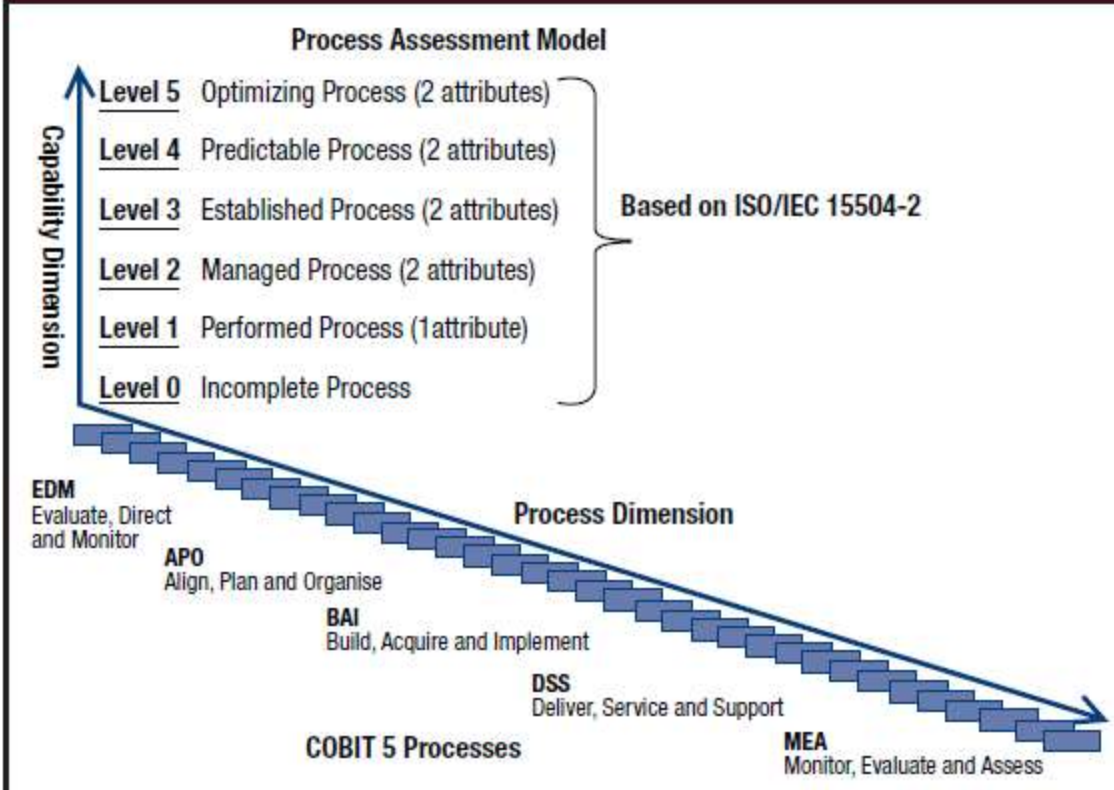 Process Assessment Model
Capability Dimension
Level 5 Optimizing Process (2 attributes)
Level 4 Predictable Process (2 attributes)
Level 3 Established Process (2 attributes)
Level 2 Managed Process (2 attributes)
Level 1 Performed Process (1attribute)
Level 0 Incomplete Process
Based on ISO/IEC 15504-2
Process Dimension
EDM
Evaluate, Direct
and Monitor
APO
Align, Plan and Organise
BAI
Build, Acquire and Implement
DSS
Deliver, Service and Support
MEA
Monitor, Evaluate and Assess
COBIT 5 Processes